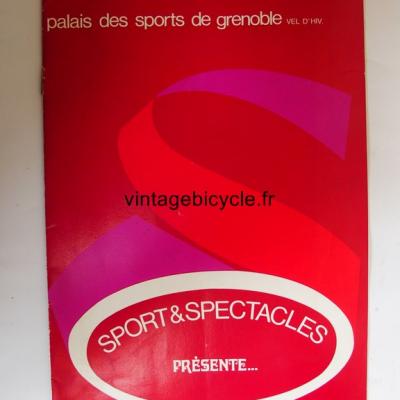 palais des sports de grenoble VEL D'HIV.
vintagebicycle.fr
SPORT&SPECTACLES
PRÉSENTE...